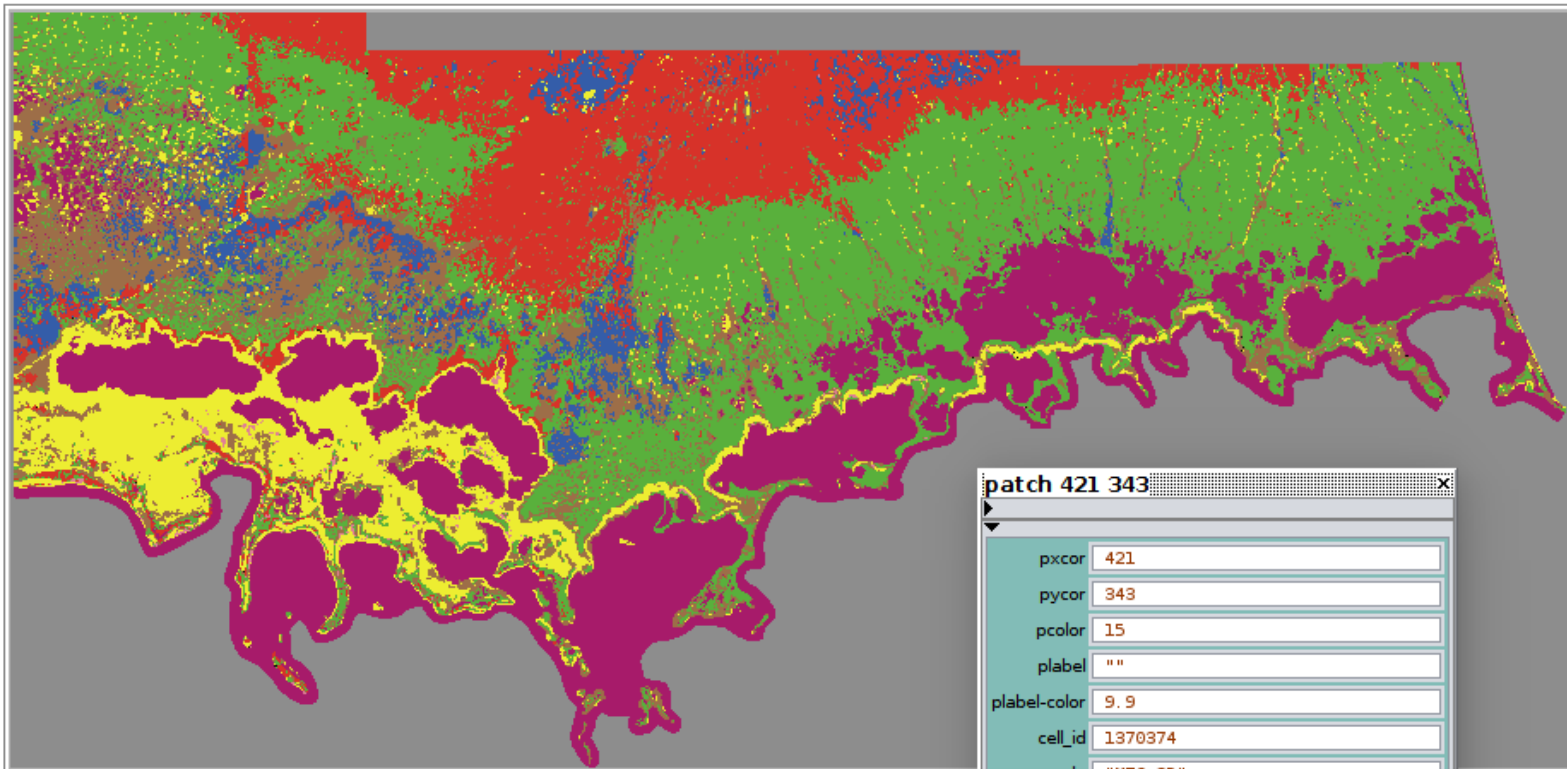 patch 421 343
pxcor 421
pycor 343
pcolor 15
plabel ""
plabel-color 9.9
cell_id 1370374